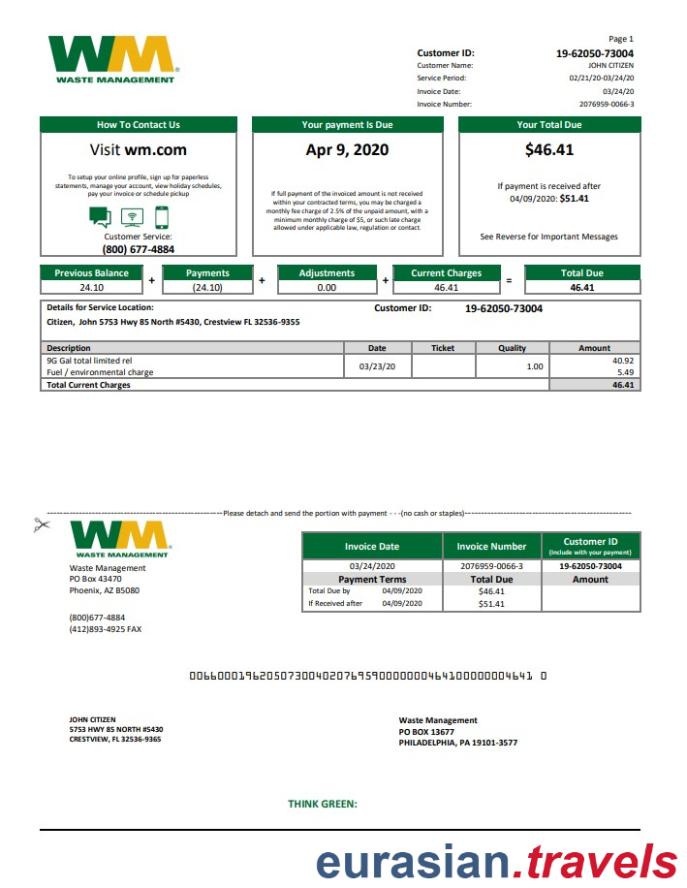 Page 1
WM
WASTE MANAGEMENT
Customer ID: 19-62050-73004
Customer Name: JOHN CITIZEN
Service Period: 02/21/20-03/24/20
Invoice Date: 03/24/20
Invoice Number: 2076959-0066-3
How To Contact Us
Visit wm.com
To setup your online profile, sign up for paperless
statements, manage your account, view holiday schedules,
pay your invoice or schedule pickup
Customer Service:
(800) 677-4884
Your payment Is Due
Apr 9, 2020
If full payment of the invoiced amount is not received
within your contracted terms, you may be charged a
monthly fee charge of 2.5% of the unpaid amount, with a
minimum monthly charge of $5, or such late charge
allowed under applicable law, regulation or contact.
Your Total Due
$46.41
If payment is received after
04/09/2020: $51.41
See Reverse for Important Messages
Previous Balance + Payments + Adjustments + Current Charges = Total Due
24.10 (24.10) 0.00 46.41 46.41
Details for Service Location: Customer ID: 19-62050-73004
Citizen, John 5753 Hwy 85 North #5430, Crestview FL 32536-9355
Description Date Ticket Quality Amount
9G Gal total limited rel 40.92
03/23/20 1.00
Fuel / environmental charge 5.49
Total Current Charges 46.41
Please detach and send the portion with payment - - -(no cash or staples)
WM
WASTE MANAGEMENT
Waste Management
PO Box 43470
Phoenix, AZ B5080
(800)677-4884
(412)893-4925 FAX
Invoice Date Invoice Number Customer ID
(Include with your payment)
03/24/2020 2076959-0066-3 19-62050-73004
Payment Terms Total Due Amount
Total Due by 04/09/2020 $46.41
If Received after 04/09/2020 $51.41
0066000196205073004020769590000000464100000004641 0
JOHN CITIZEN
5753 HWY 85 NORTH #5430
CRESTVIEW, FL 32536-9365
Waste Management
PO BOX 13677
PHILADELPHIA, PA 19101-3577
THINK GREEN:
eurasian.travels